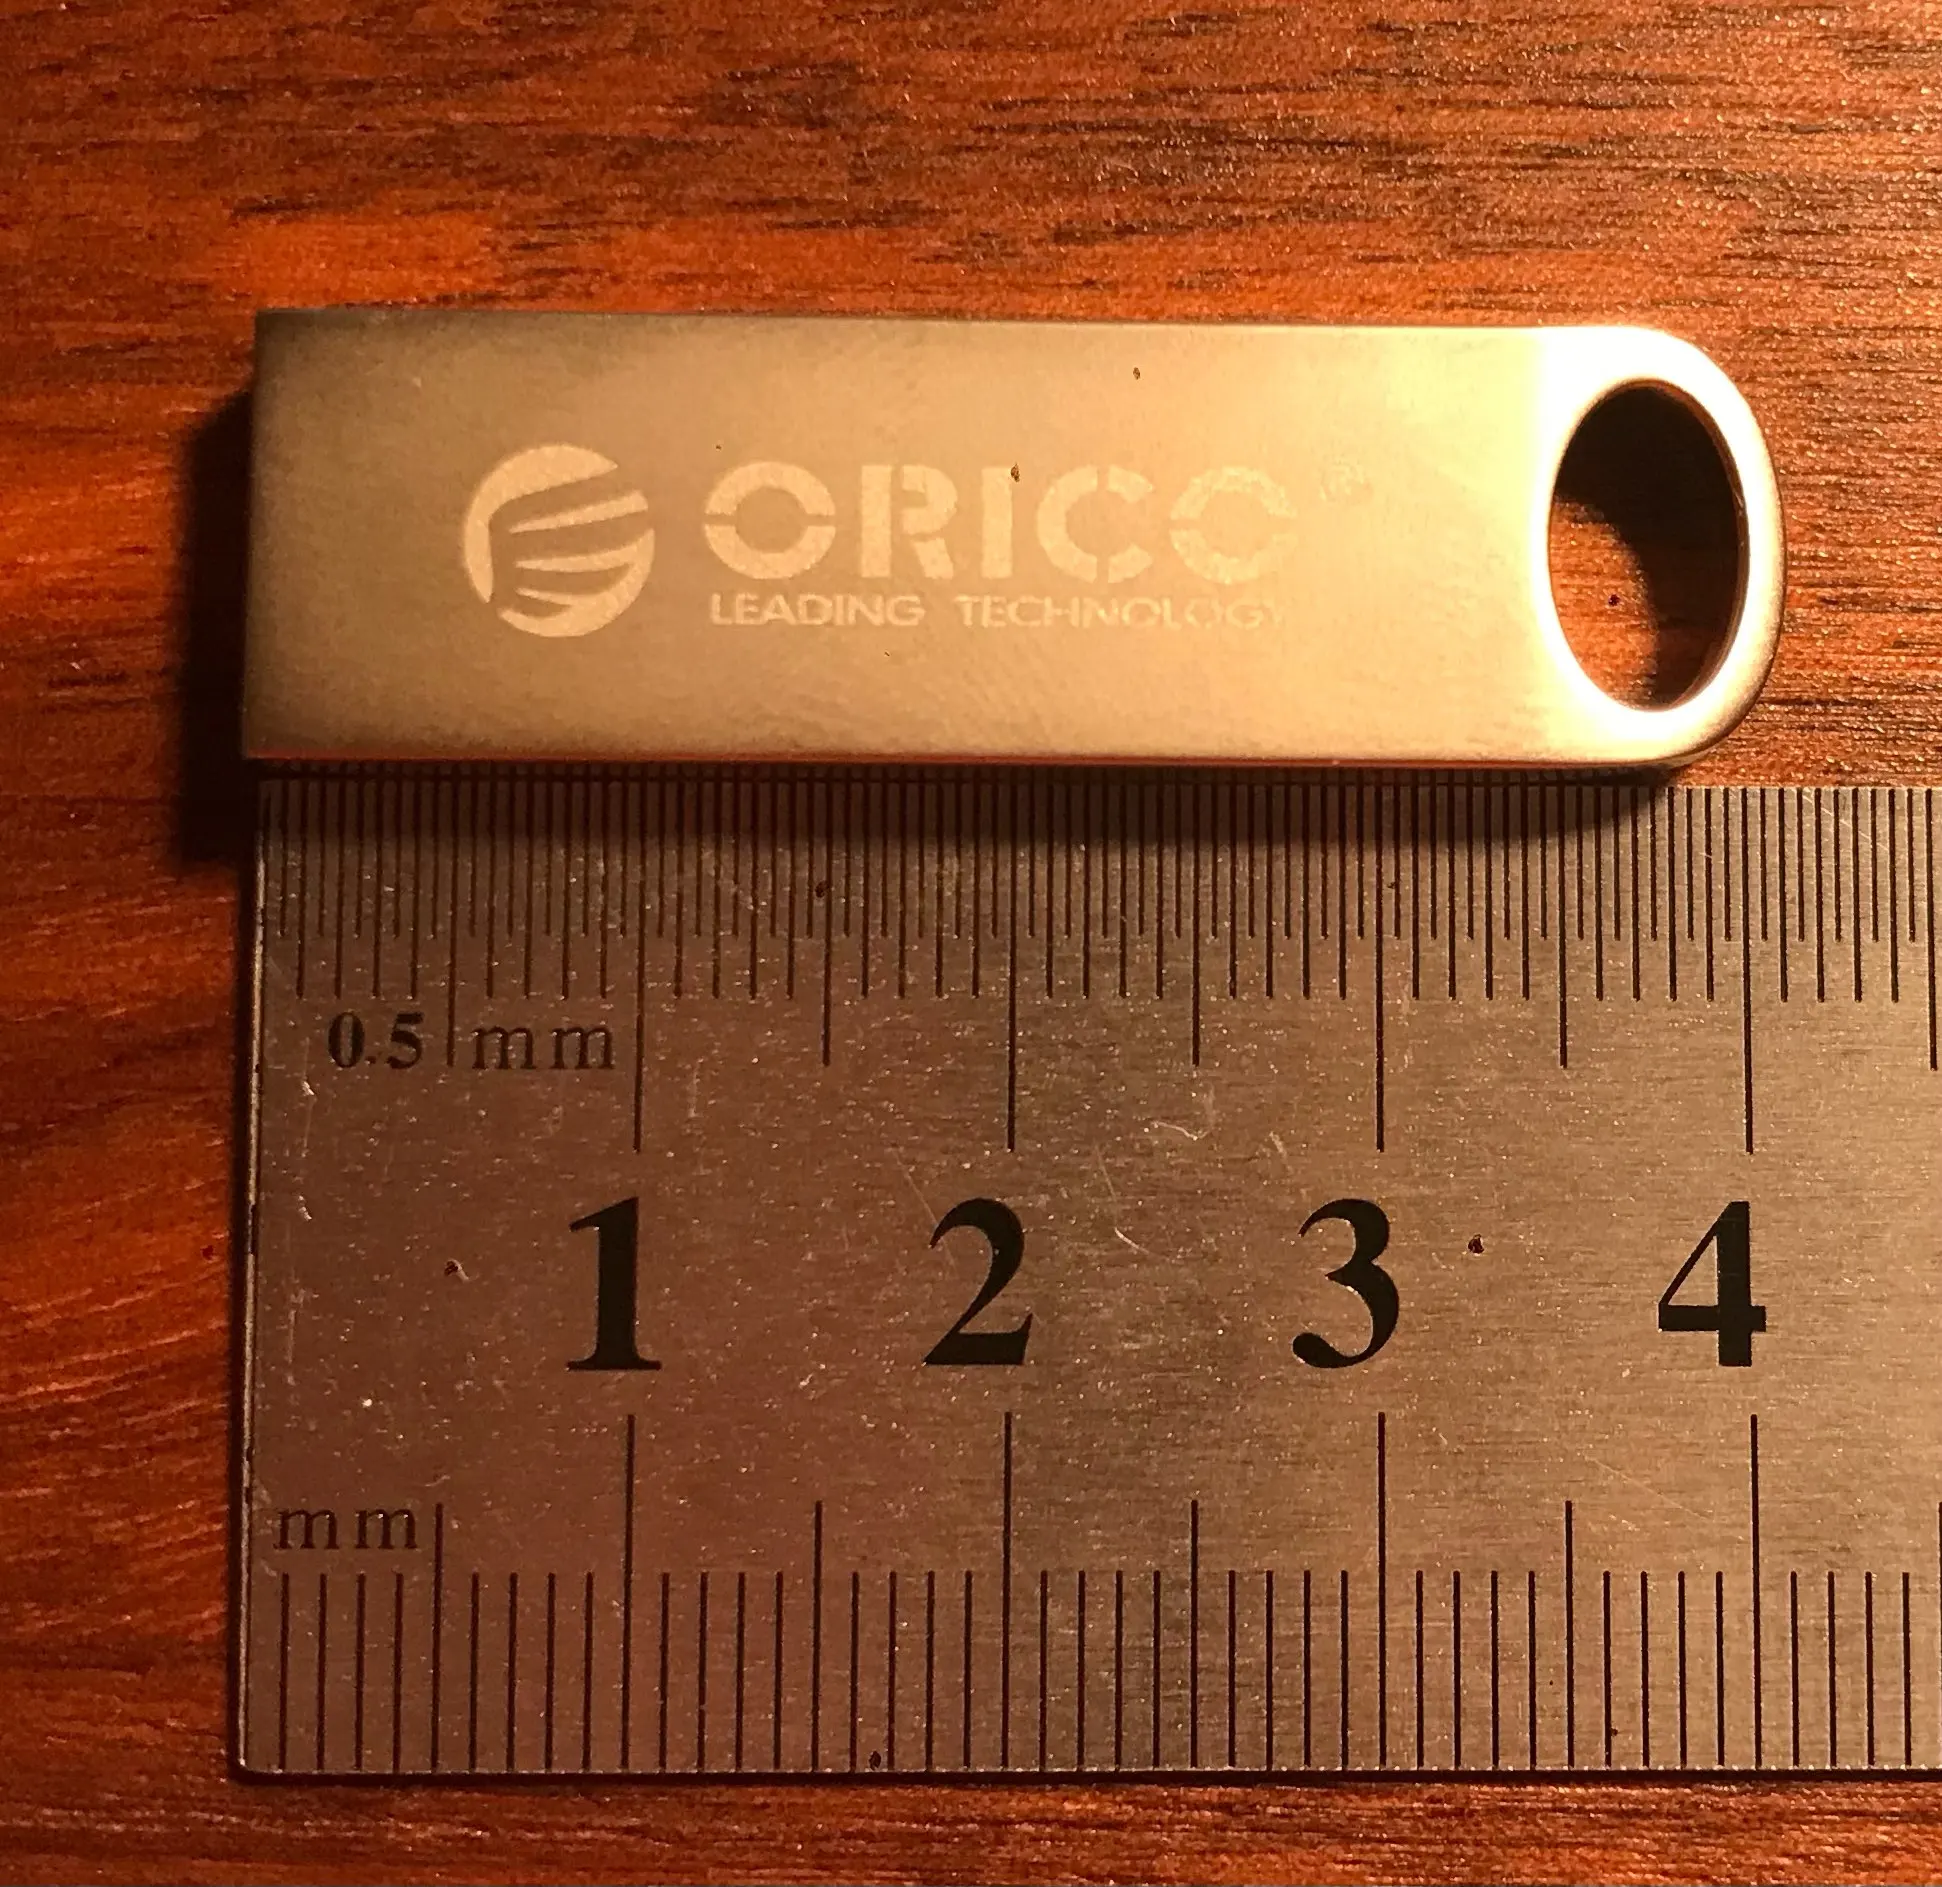 ORICO
LEADING TECHNOLOGY
0.5 mm
1 2 3 4
mm